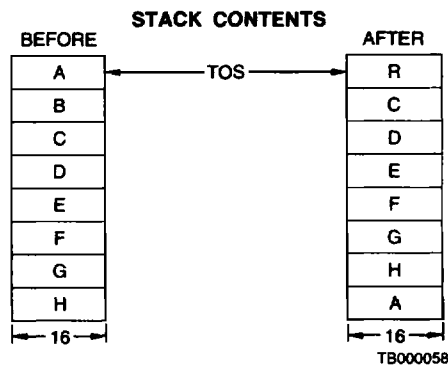 STACK CONTENTS
BEFORE
AFTER
A
TOS
R
B
C
C
D
D
E
E
F
F
G
G
H
H
A
16
16
TB000058